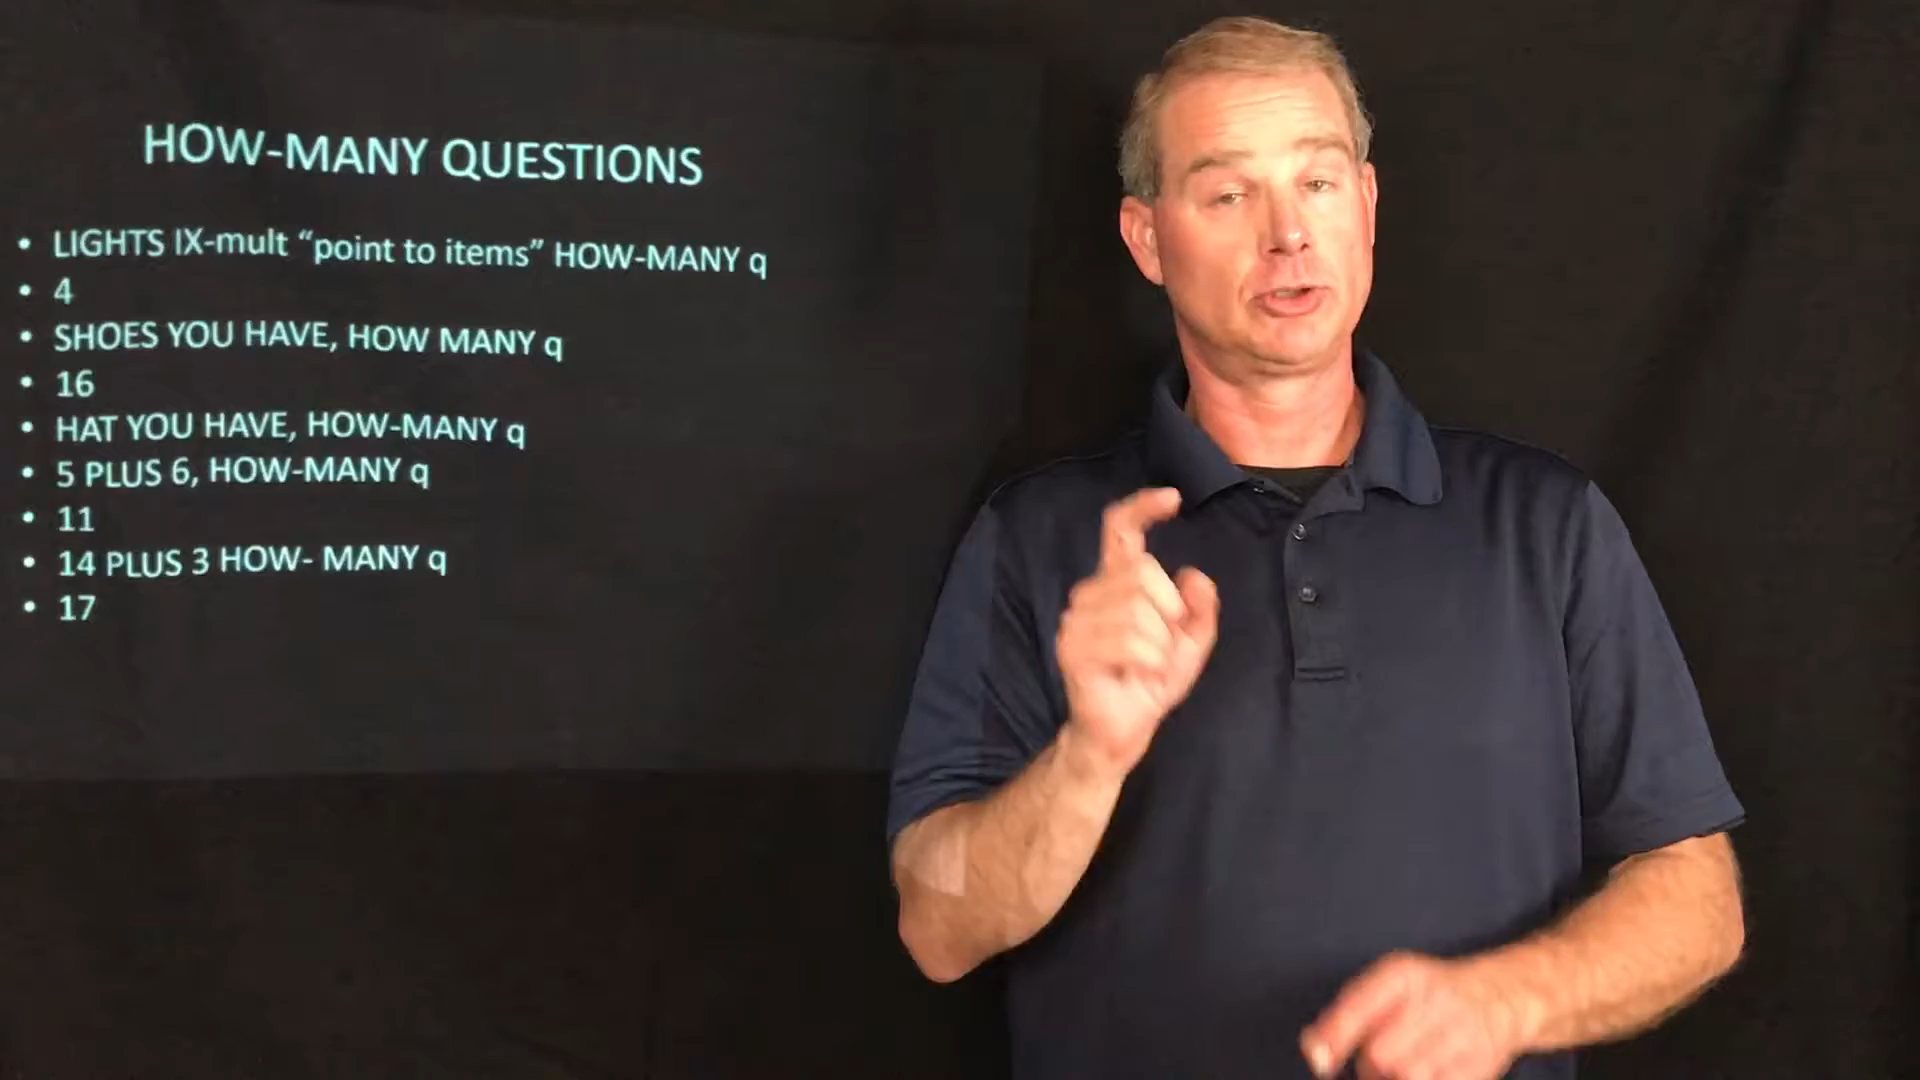 HOW-MANY QUESTIONS
• LIGHTS IX-mult “point to items” HOW-MANY q
• 4
• SHOES YOU HAVE, HOW MANY q
• 16
• HAT YOU HAVE, HOW-MANY q
• 5 PLUS 6, HOW-MANY q
• 11
• 14 PLUS 3 HOW- MANY q
• 17